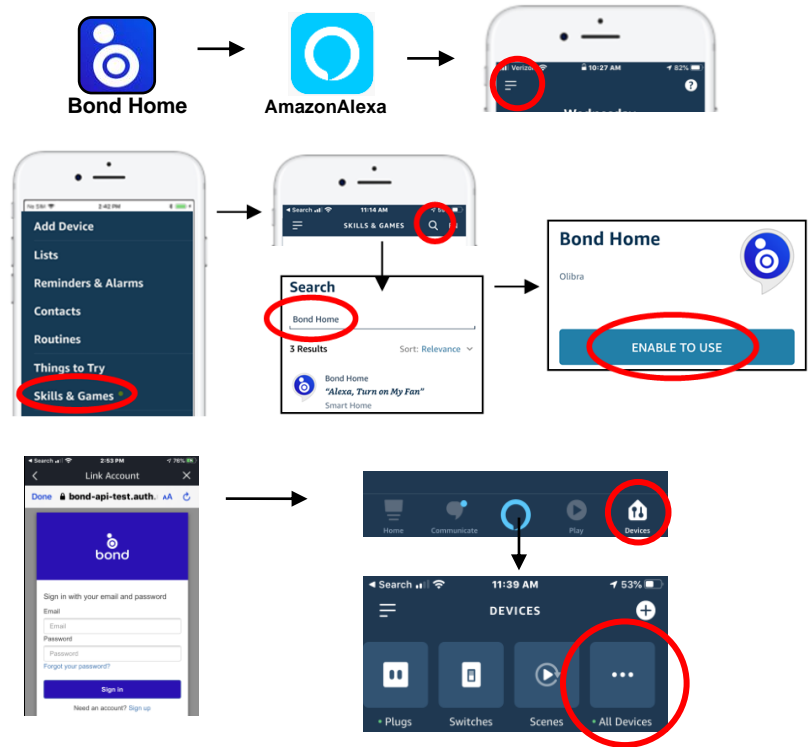 Bond Home
AmazonAlexa
Verizon
10:27 AM
82%
?
Wednesday
No SIM
2:42 PM
Add Device
Lists
Reminders & Alarms
Contacts
Routines
Things to Try
Skills & Games
Search
11:14 AM
SKILLS & GAMES
Search
Bond Home
3 Results
Sort: Relevance
Bond Home
“Alexa, Turn on My Fan”
Smart Home
Bond Home
Olibra
ENABLE TO USE
Search
2:53 PM
76%
Link Account
Done
bond-api-test.auth.
AA
bond
Sign in with your email and password
Email
Email
Password
Password
Forgot your password?
Sign in
Need an account? Sign up
Home
Communicate
Play
Devices
Search
11:39 AM
53%
DEVICES
Plugs
Switches
Scenes
All Devices